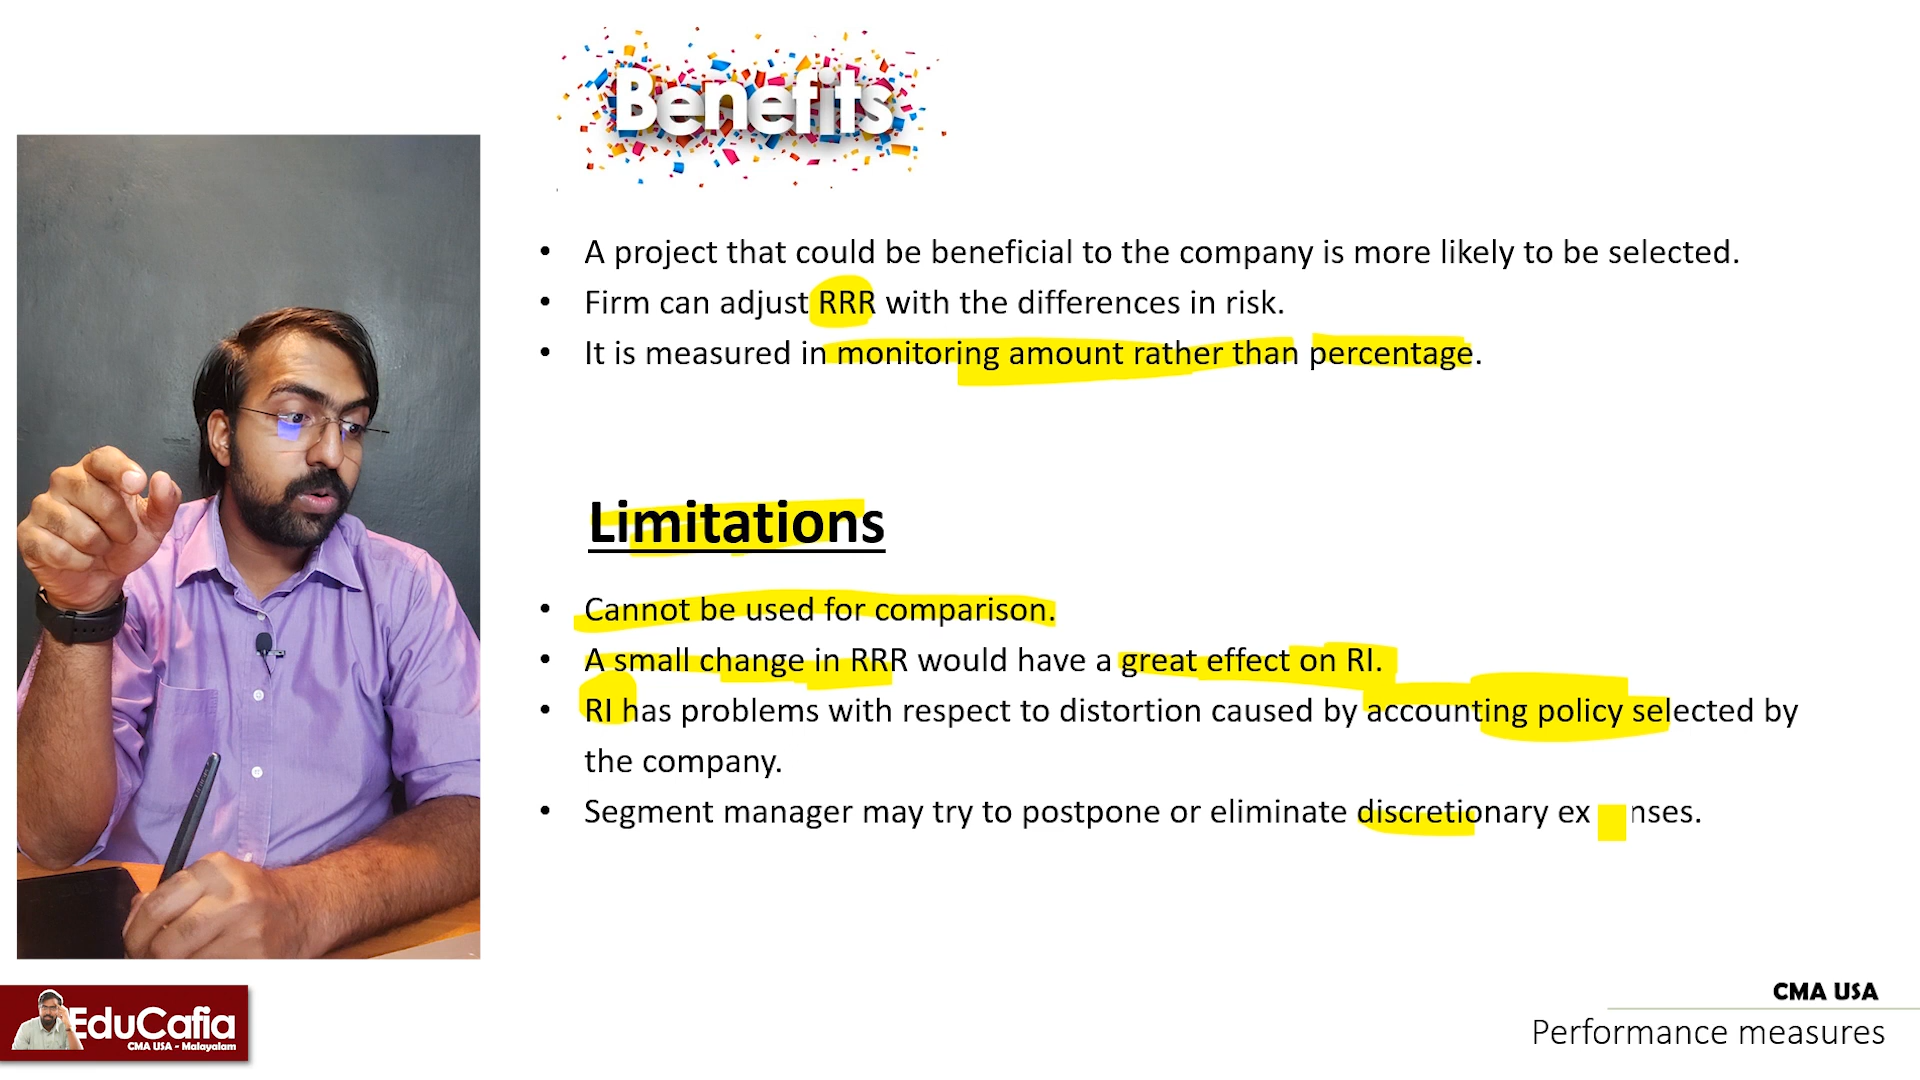 Benefits
• A project that could be beneficial to the company is more likely to be selected.
• Firm can adjust RRR with the differences in risk.
• It is measured in monitoring amount rather than percentage.
Limitations
• Cannot be used for comparison.
• A small change in RRR would have a great effect on RI.
• RI has problems with respect to distortion caused by accounting policy selected by
the company.
• Segment manager may try to postpone or eliminate discretionary ex nses.
EduCafia
CMA USA - Malayalam
CMA USA
Performance measures